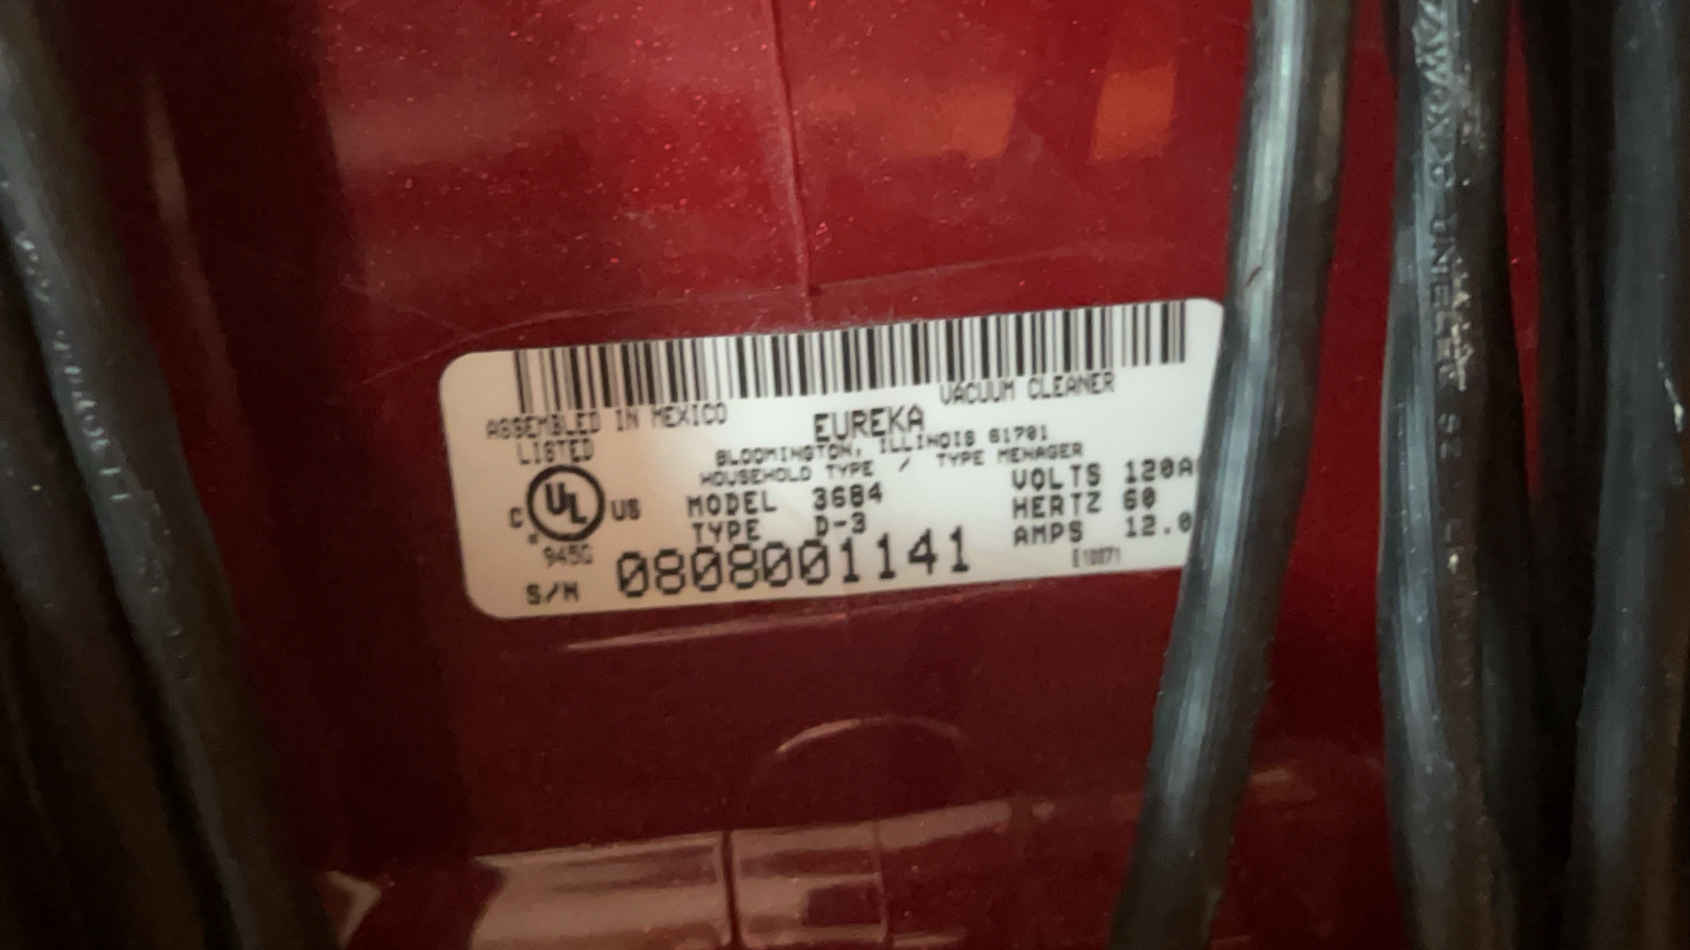 VACUUM CLEANER
ASSEMBLED IN MEXICO
EUREKA
LISTED
BLOOMINGTON, ILLINOIS 61701
HOUSEHOLD TYPE / TYPE MENAGER
C UL US
MODEL 3684
VOLTS 120A
TYPE D-3
HERTZ 60
945G
AMPS 12.0
S/N 0808001141